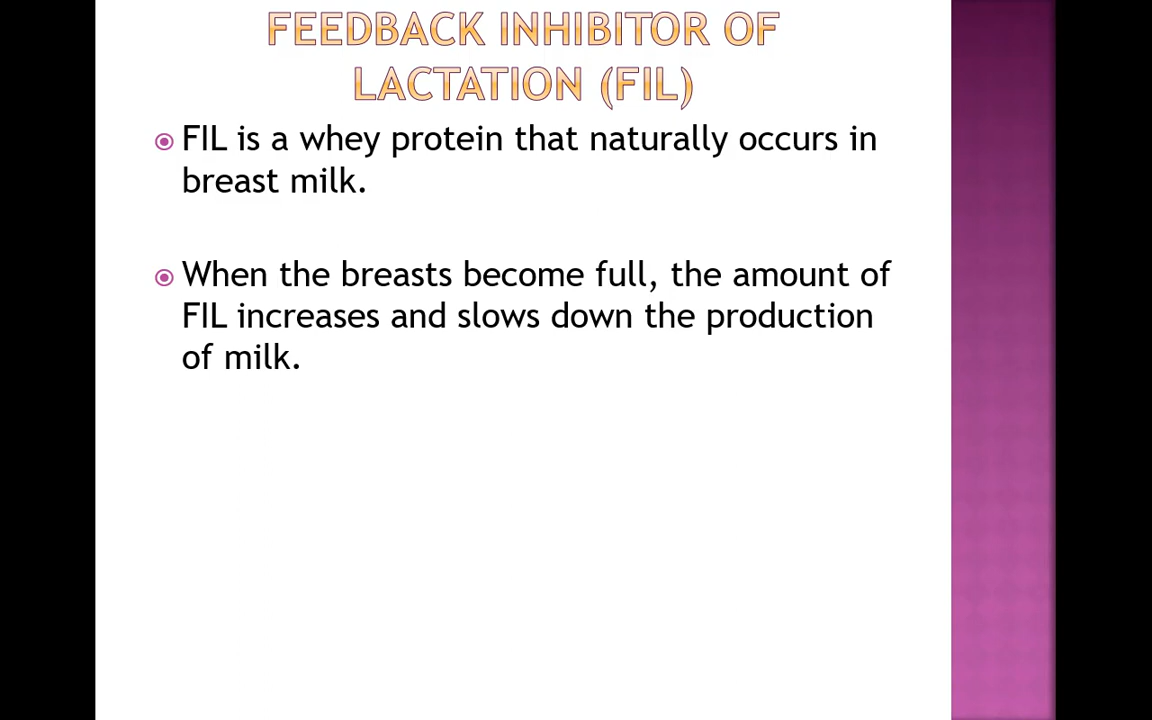 FEEDBACK INHIBITOR OF
LACTATION (FIL)
FIL is a whey protein that naturally occurs in
breast milk.
When the breasts become full, the amount of
FIL increases and slows down the production
of milk.